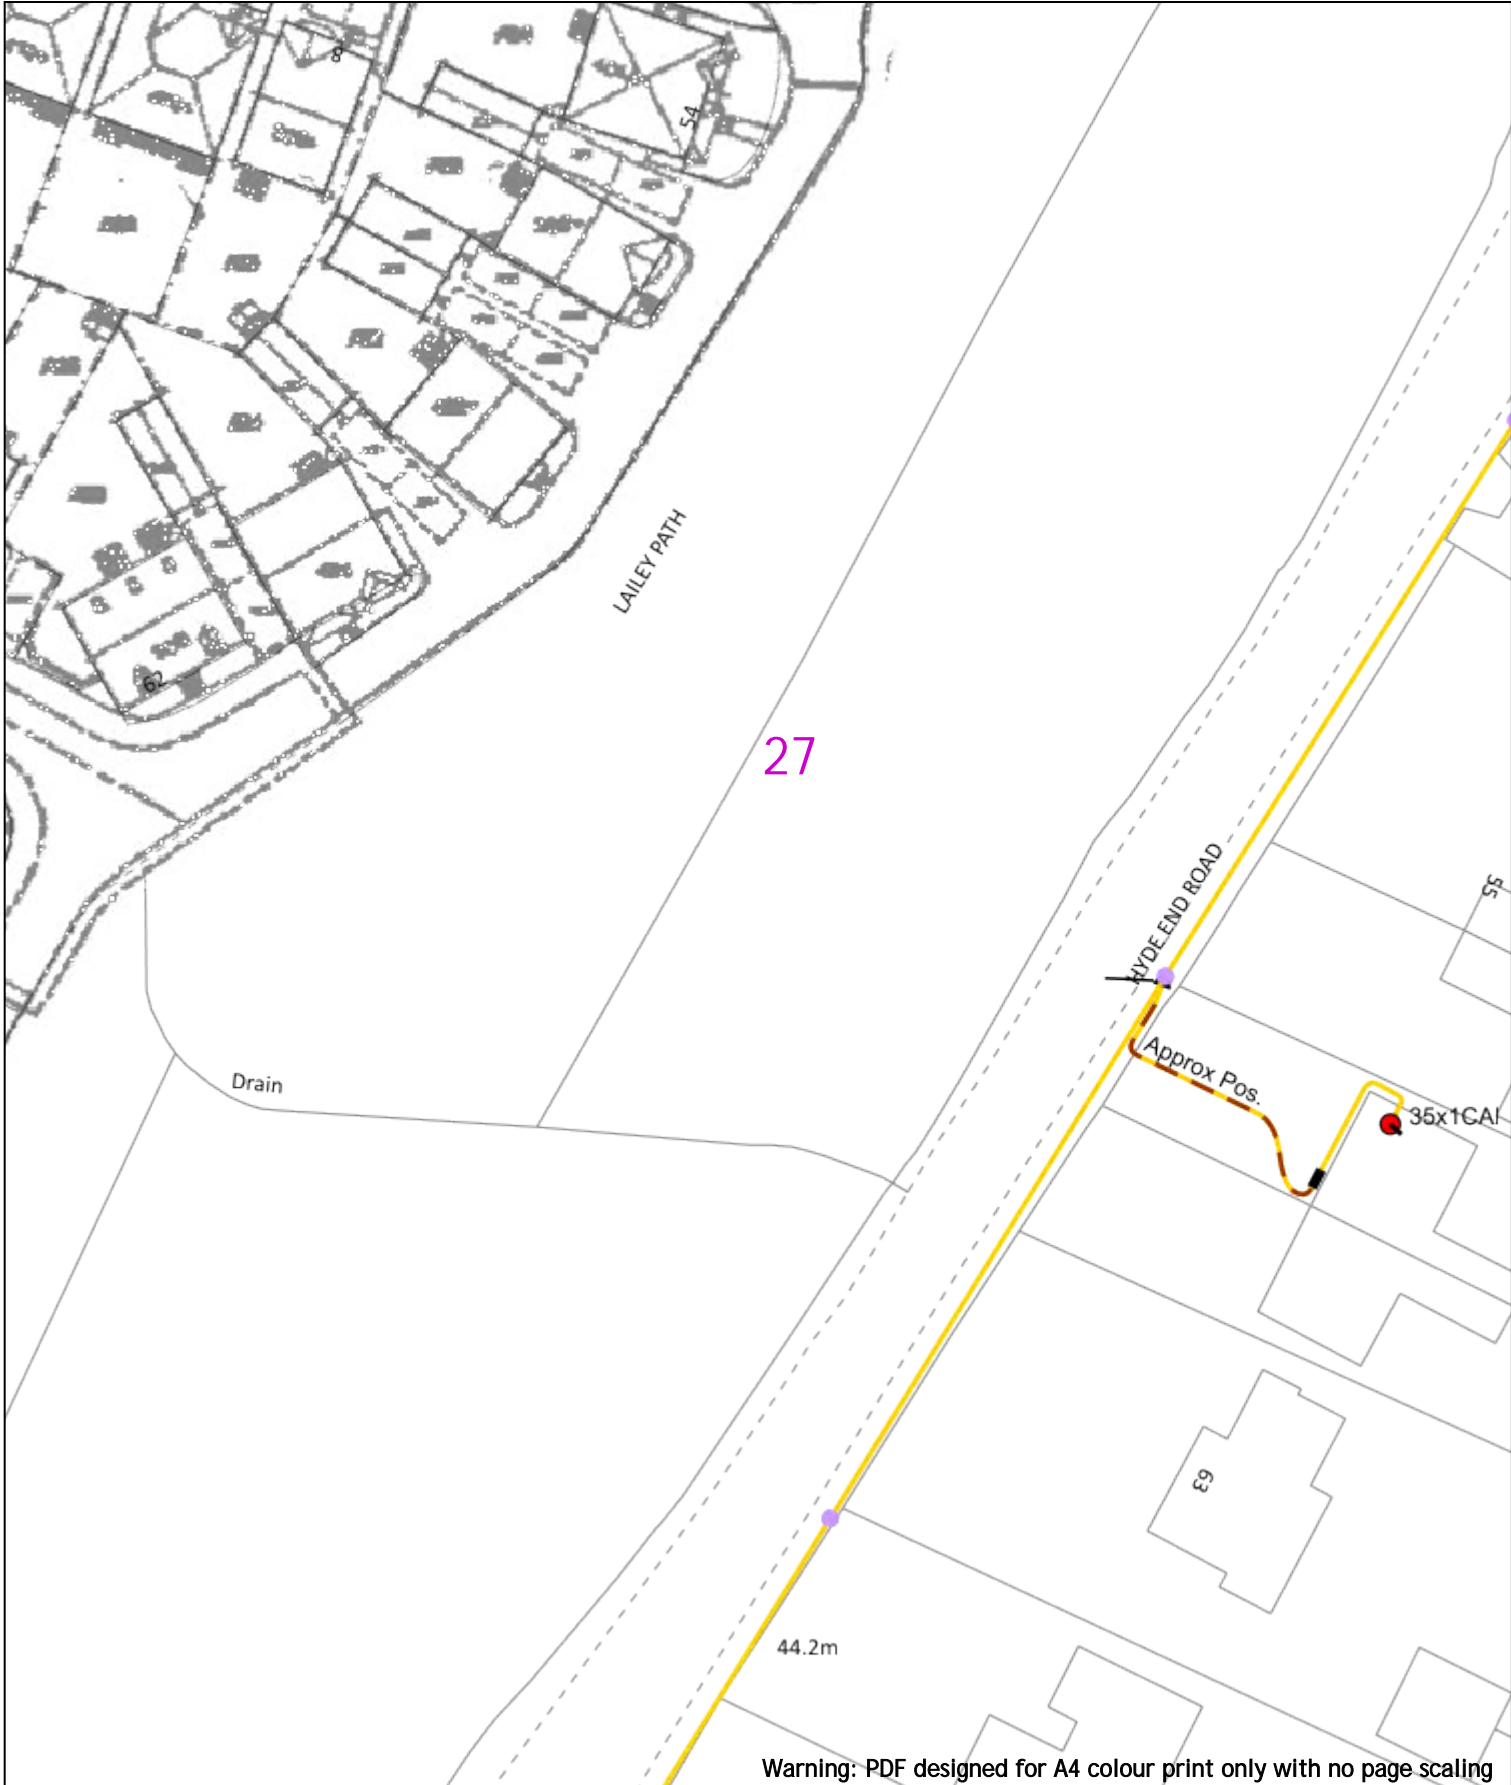 8
54
LAILEY PATH
62
27
HYDE END ROAD
55
Approx Pos.
Drain
35x1CAI
63
44.2m
Warning: PDF designed for A4 colour print only with no page scaling